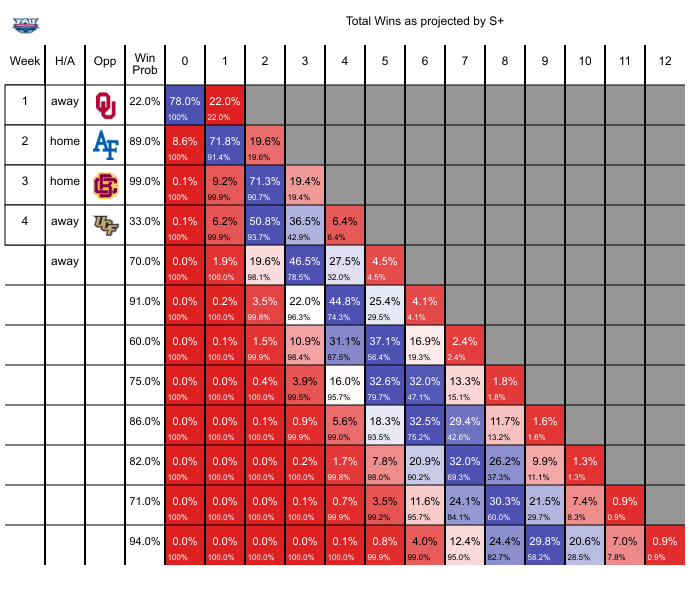 Total Wins as projected by S+
Week H/A Opp Win Prob 0 1 2 3 4 5 6 7 8 9 10 11 12
1 away OU 22.0% 78.0% 22.0%
100% 22.0%
2 home AF 89.0% 8.6% 71.8% 19.6%
100% 91.4% 19.6%
3 home BC 99.0% 0.1% 9.2% 71.3% 19.4%
100% 99.9% 90.7% 19.4%
4 away UCF 33.0% 0.1% 6.2% 50.8% 36.5% 6.4%
100% 99.9% 93.7% 42.9% 6.4%
away 70.0% 0.0% 1.9% 19.6% 46.5% 27.5% 4.5%
100% 100.0% 98.1% 78.5% 32.0% 4.5%
91.0% 0.0% 0.2% 3.5% 22.0% 44.8% 25.4% 4.1%
100% 100.0% 99.8% 96.3% 74.3% 29.5% 4.1%
60.0% 0.0% 0.1% 1.5% 10.9% 31.1% 37.1% 16.9% 2.4%
100% 100.0% 99.9% 98.4% 87.5% 56.4% 19.3% 2.4%
75.0% 0.0% 0.0% 0.4% 3.9% 16.0% 32.6% 32.0% 13.3% 1.8%
100% 100.0% 100.0% 99.5% 95.7% 79.7% 47.1% 15.1% 1.8%
86.0% 0.0% 0.0% 0.1% 0.9% 5.6% 18.3% 32.5% 29.4% 11.7% 1.6%
100% 100.0% 100.0% 99.9% 99.0% 93.5% 75.2% 42.6% 13.2% 1.6%
82.0% 0.0% 0.0% 0.0% 0.2% 1.7% 7.8% 20.9% 32.0% 26.2% 9.9% 1.3%
100% 100.0% 100.0% 100.0% 99.8% 98.0% 90.2% 69.3% 37.3% 11.1% 1.3%
71.0% 0.0% 0.0% 0.0% 0.1% 0.7% 3.5% 11.6% 24.1% 30.3% 21.5% 7.4% 0.9%
100% 100.0% 100.0% 100.0% 99.9% 99.2% 95.7% 84.1% 60.0% 29.7% 8.3% 0.9%
94.0% 0.0% 0.0% 0.0% 0.0% 0.1% 0.8% 4.0% 12.4% 24.4% 29.8% 20.6% 7.0% 0.9%
100% 100.0% 100.0% 100.0% 100.0% 99.9% 99.0% 95.0% 82.7% 58.2% 28.5% 7.8% 0.9%